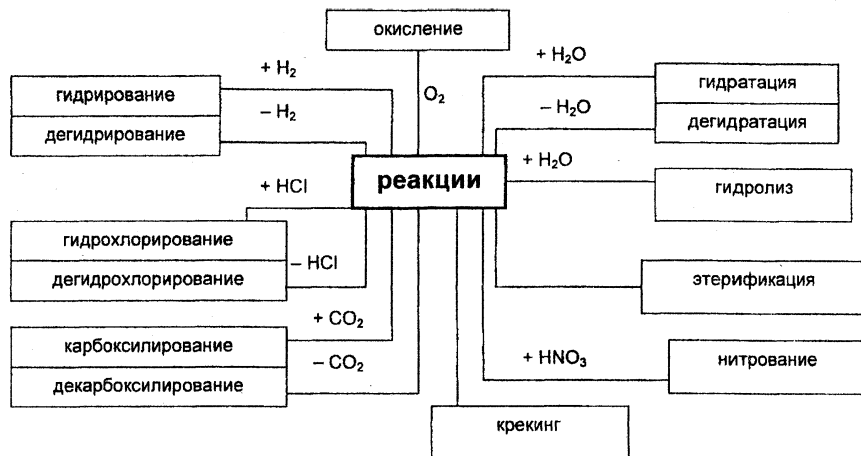 окисление
+ H₂
гидрирование
– H₂
дегидрирование
O₂
+ H₂O
гидратация
– H₂O
дегидратация
реакции
+ H₂O
гидролиз
+ HCl
гидрохлорирование
– HCl
дегидрохлорирование
этерификация
+ CO₂
карбоксилирование
– CO₂
декарбоксилирование
+ HNO₃
нитрование
крекинг